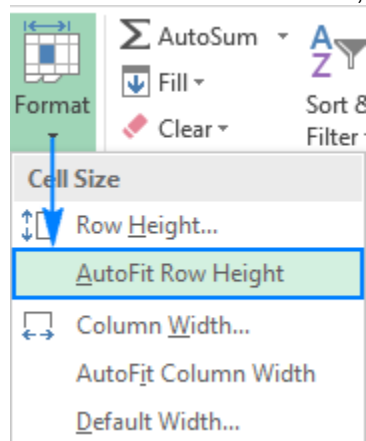 AutoSum
Fill
Clear
Format
Sort &
Filter
Cell Size
Row Height...
AutoFit Row Height
Column Width...
AutoFit Column Width
Default Width...